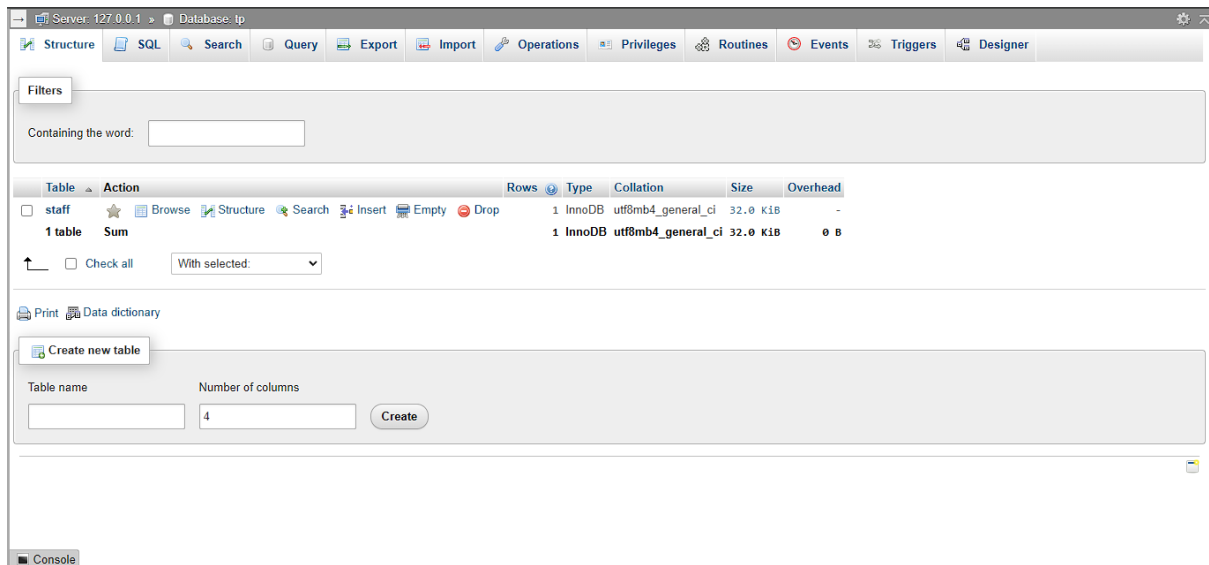 Server: 127.0.0.1 » Database: tp
Structure SQL Search Query Export Import Operations Privileges Routines Events Triggers Designer
Filters
Containing the word:
Table Action Rows Type Collation Size Overhead
staff Browse Structure Search Insert Empty Drop 1 InnoDB utf8mb4_general_ci 32.0 KiB -
1 table Sum 1 InnoDB utf8mb4_general_ci 32.0 KiB 0 B
Check all With selected:
Print Data dictionary
Create new table
Table name Number of columns
4 Create
Console